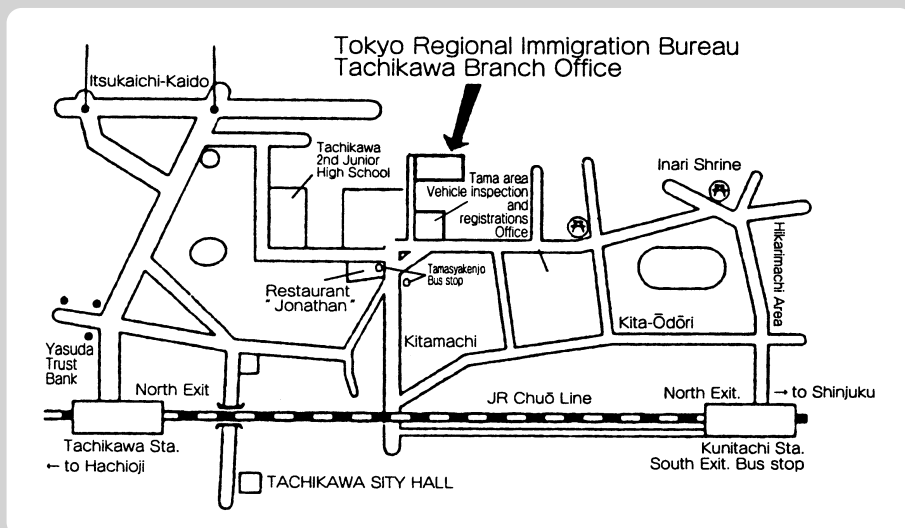 Tokyo Regional Immigration Bureau
Tachikawa Branch Office
Itsukaichi-Kaido
Tachikawa
2nd Junior
High School
Tama area
Vehicle inspection
and
registrations
Office
Inari Shrine
Hikarimachi Area
Tamasyakenjo
Bus stop
Restaurant
"Jonathan"
Kitamachi
Kita-Ōdōri
Yasuda
Trust
Bank
North Exit
JR Chuō Line
North Exit.
→ to Shinjuku
Tachikawa Sta.
← to Hachioji
Kunitachi Sta.
South Exit. Bus stop
TACHIKAWA SITY HALL